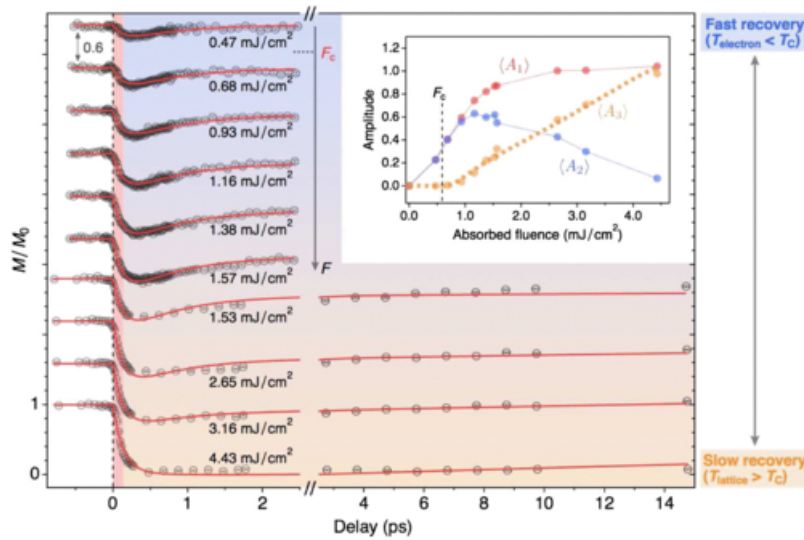 M/M₀
0.6
0.47 mJ/cm²
0.68 mJ/cm²
0.93 mJ/cm²
1.16 mJ/cm²
1.38 mJ/cm²
1.57 mJ/cm²
1.53 mJ/cm²
2.65 mJ/cm²
3.16 mJ/cm²
4.43 mJ/cm²
F꜀
F
1
0
0 1 2 4 6 8 10 12 14
Delay (ps)
Amplitude
1.2
1.0
0.8
0.6
0.4
0.2
0.0
F꜀
⟨A₁⟩
⟨A₃⟩
⟨A₂⟩
0.0 1.0 2.0 3.0 4.0
Absorbed fluence (mJ/cm²)
Fast recovery
(T_electron < T_C)
Slow recovery
(T_lattice > T_C)